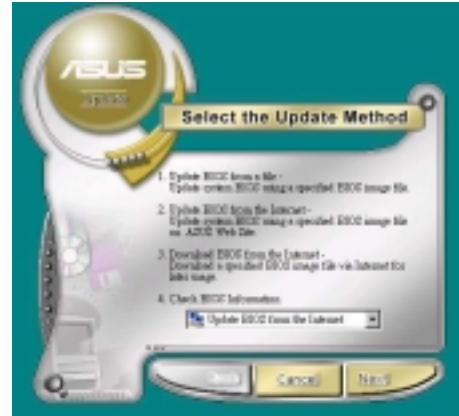 ASUS
Update
Select the Update Method
1. Update BIOS from a file -
Update system BIOS using a specified BIOS image file.
2. Update BIOS from the Internet -
Update system BIOS using a specified BIOS image file
on ASUS Web Site.
3. Download BIOS from the Internet -
Download a specified BIOS image file via Internet for
later usage.
4. Check BIOS Information
Update BIOS from the Internet
Cancel
Next